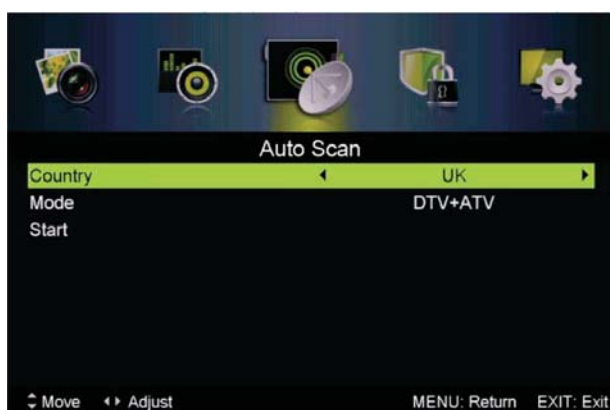 Auto Scan
Country UK
Mode DTV+ATV
Start
Move Adjust MENU: Return EXIT: Exit